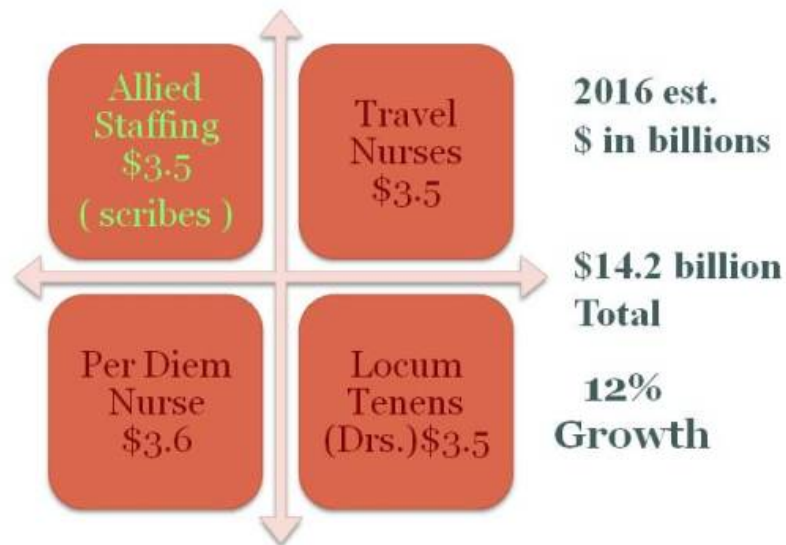 Allied
Staffing
$3.5
( scribes )
Travel
Nurses
$3.5
Per Diem
Nurse
$3.6
Locum
Tenens
(Drs.)$3.5
2016 est.
$ in billions
$14.2 billion
Total
12%
Growth